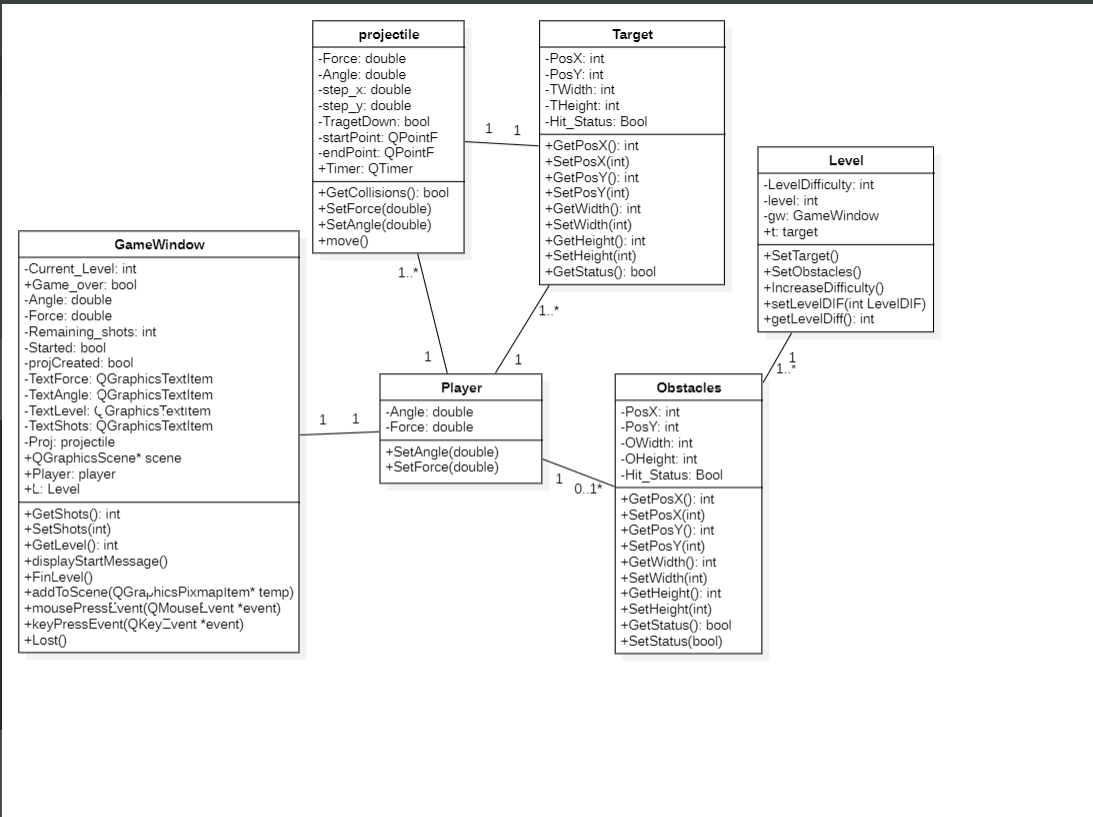 projectile
-Force: double
-Angle: double
-step_x: double
-step_y: double
-TragetDown: bool
-startPoint: QPointF
-endPoint: QPointF
+Timer: QTimer
+GetCollisions(): bool
+SetForce(double)
+SetAngle(double)
+move()
1 1
Target
-PosX: int
-PosY: int
-TWidth: int
-THeight: int
-Hit_Status: Bool
+GetPosX(): int
+SetPosX(int)
+GetPosY(): int
+SetPosY(int)
+GetWidth(): int
+SetWidth(int)
+GetHeight(): int
+SetHeight(int)
+GetStatus(): bool
Level
-LevelDifficulty: int
-level: int
-gw: GameWindow
+t: target
+SetTarget()
+SetObstacles()
+IncreaseDifficulty()
+setLevelDIF(int LevelDIF)
+getLevelDiff(): int
GameWindow
-Current_Level: int
+Game_over: bool
-Angle: double
-Force: double
-Remaining_shots: int
-Started: bool
-projCreated: bool
-TextForce: QGraphicsTextItem
-TextAngle: QGraphicsTextItem
-TextLevel: QGraphicsTextItem
-TextShots: QGraphicsTextItem
-Proj: projectile
+QGraphicsScene* scene
+Player: player
+L: Level
+GetShots(): int
+SetShots(int)
+GetLevel(): int
+displayStartMessage()
+FinLevel()
+addToScene(QGraphicsPixmapItem* temp)
+mousePressEvent(QMouseEvent *event)
+keyPressEvent(QKeyEvent *event)
+Lost()
1..*
1
1..*
1
1 1
Player
-Angle: double
-Force: double
+SetAngle(double)
+SetForce(double)
1
0..1*
1
1..*
Obstacles
-PosX: int
-PosY: int
-OWidth: int
-OHeight: int
-Hit_Status: Bool
+GetPosX(): int
+SetPosX(int)
+GetPosY(): int
+SetPosY(int)
+GetWidth(): int
+SetWidth(int)
+GetHeight(): int
+SetHeight(int)
+GetStatus(): bool
+SetStatus(bool)